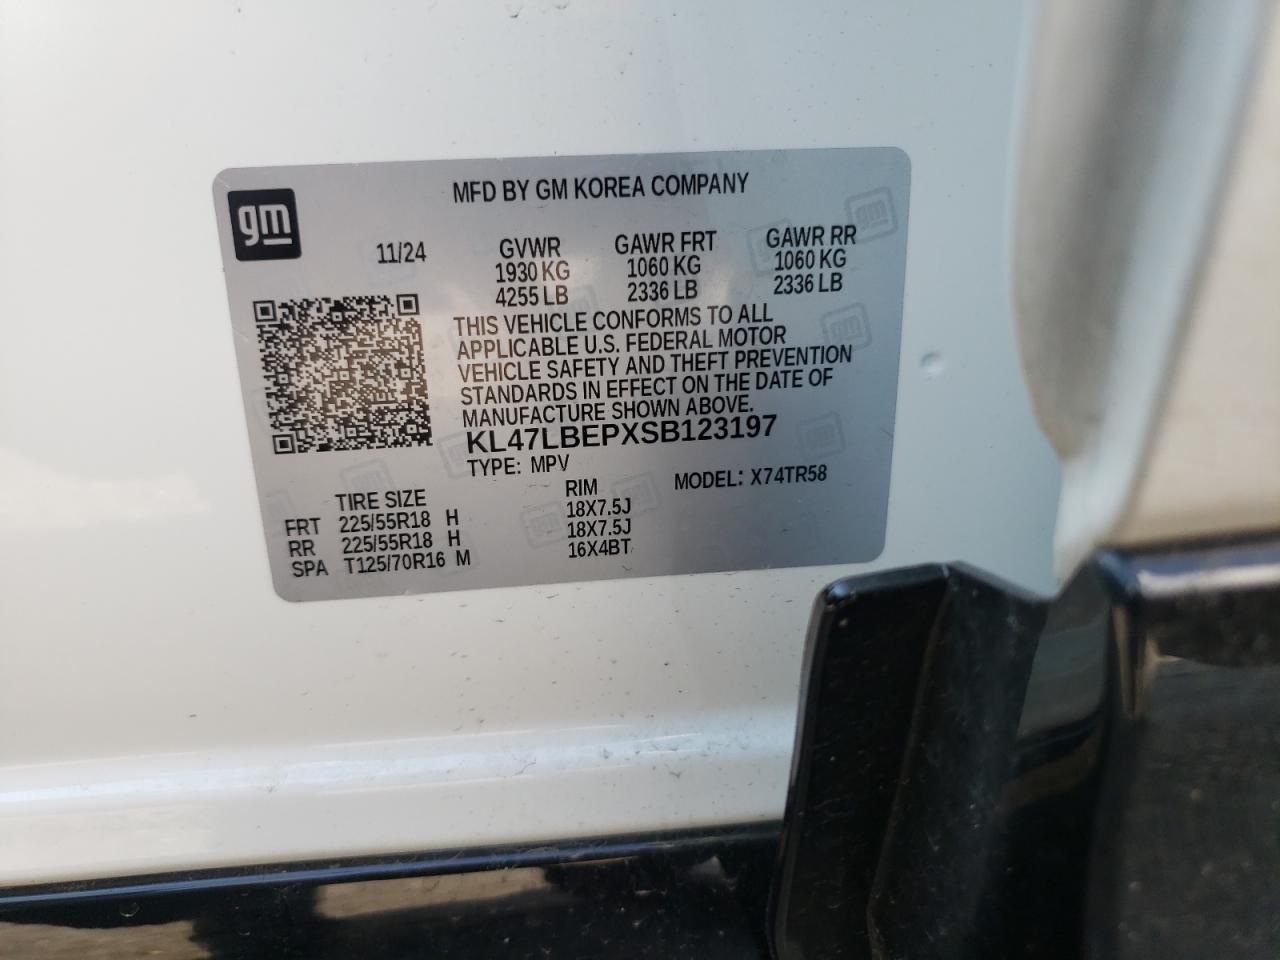 gm
MFD BY GM KOREA COMPANY
11/24
GVWR GAWR FRT GAWR RR
1930 KG 1060 KG 1060 KG
4255 LB 2336 LB 2336 LB
THIS VEHICLE CONFORMS TO ALL
APPLICABLE U.S. FEDERAL MOTOR
VEHICLE SAFETY AND THEFT PREVENTION
STANDARDS IN EFFECT ON THE DATE OF
MANUFACTURE SHOWN ABOVE.
KL47LBEPXSB123197
TYPE: MPV
MODEL: X74TR58
TIRE SIZE RIM
FRT 225/55R18 H 18X7.5J
RR 225/55R18 H 18X7.5J
SPA T125/70R16 M 16X4BT